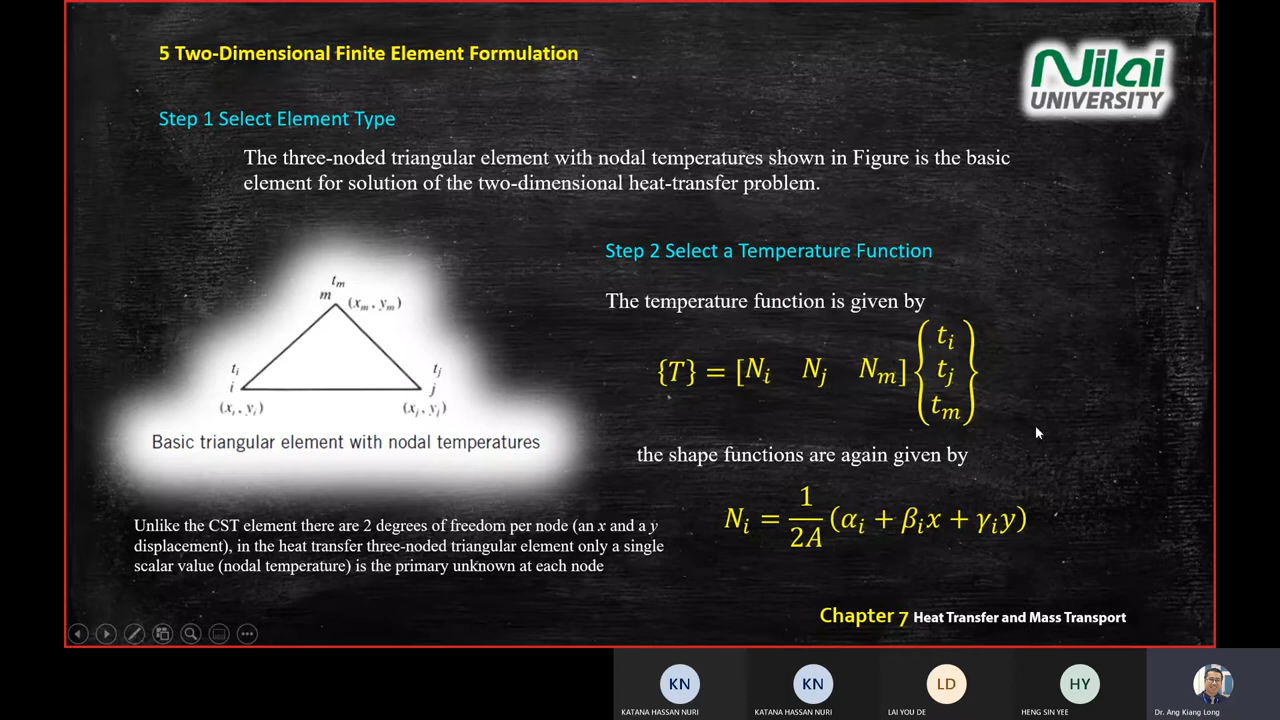 5 Two-Dimensional Finite Element Formulation
Nilai
UNIVERSITY
Step 1 Select Element Type
The three-noded triangular element with nodal temperatures shown in Figure is the basic
element for solution of the two-dimensional heat-transfer problem.
t_m
m (x_m, y_m)
t_i
i
(x_i, y_i)
t_j
j
(x_j, y_j)
Basic triangular element with nodal temperatures
Unlike the CST element there are 2 degrees of freedom per node (an x and a y
displacement), in the heat transfer three-noded triangular element only a single
scalar value (nodal temperature) is the primary unknown at each node
Step 2 Select a Temperature Function
The temperature function is given by
{T} = [N_i N_j N_m] {t_i t_j t_m}
the shape functions are again given by
N_i = 1/2A (α_i + β_i x + γ_i y)
Chapter 7 Heat Transfer and Mass Transport
KN
KATANA HASSAN NURI
KN
KATANA HASSAN NURI
LD
LAI YOU DE
HY
HENG SIN YEE
Dr. Ang Kiang Long